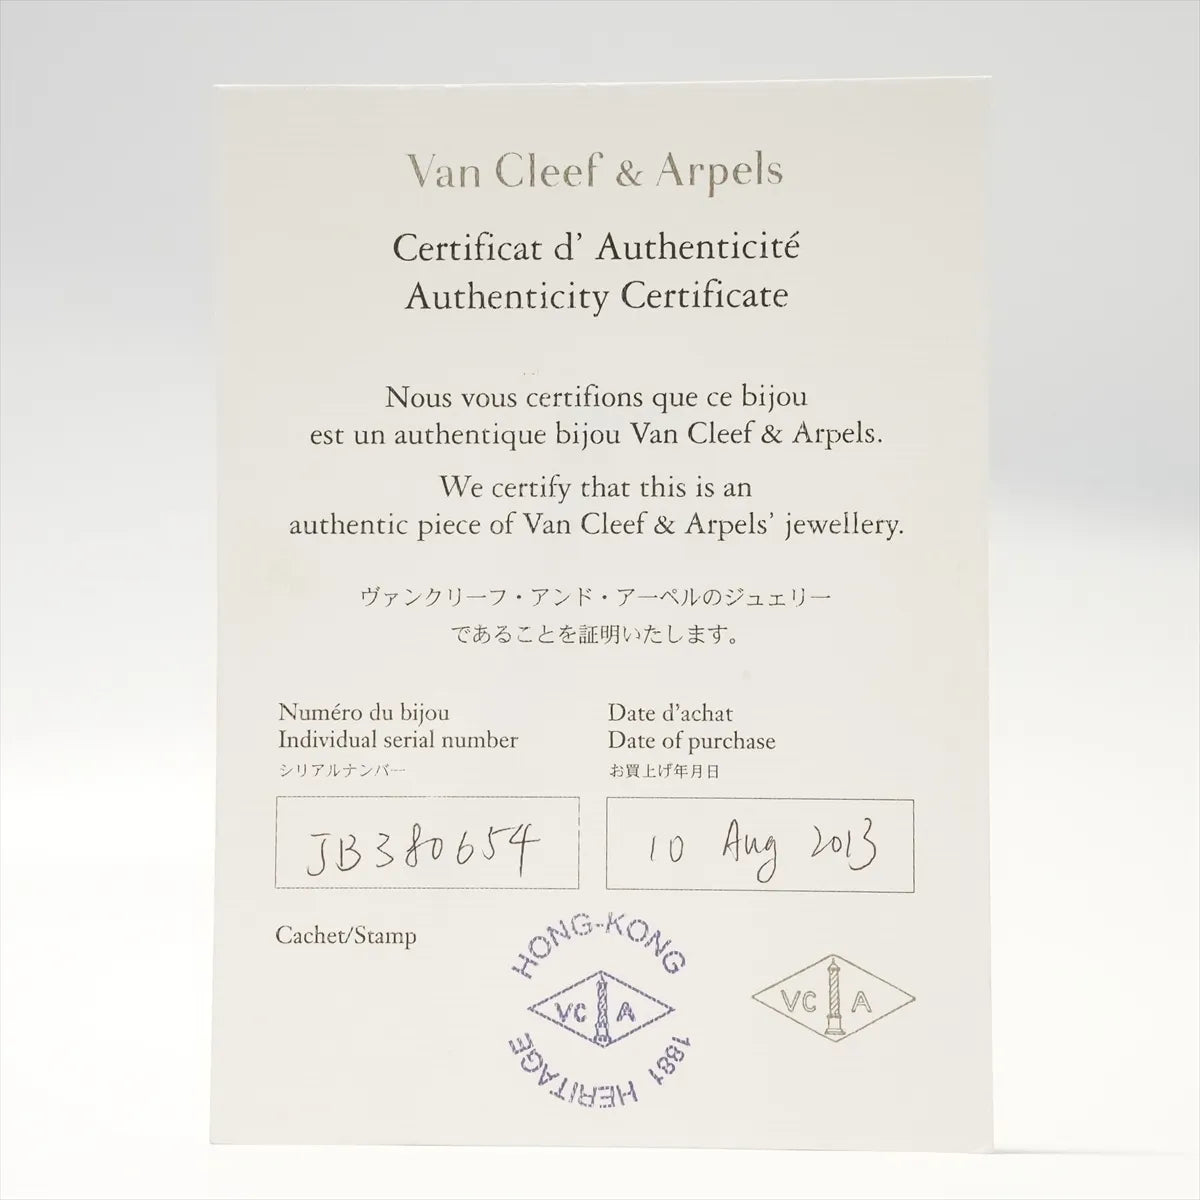 Van Cleef & Arpels
Certificat d' Authenticité
Authenticity Certificate
Nous vous certifions que ce bijou
est un authentique bijou Van Cleef & Arpels.
We certify that this is an
authentic piece of Van Cleef & Arpels' jewellery.
ヴァンクリーフ・アンド・アーペルのジュエリー
であることを証明いたします。
Numéro du bijou
Individual serial number
シリアルナンバー
Date d'achat
Date of purchase
お買上げ年月日
JB380654
10 Aug 2013
Cachet/Stamp
HONG-KONG
VC A
1881 HERITAGE
VC A